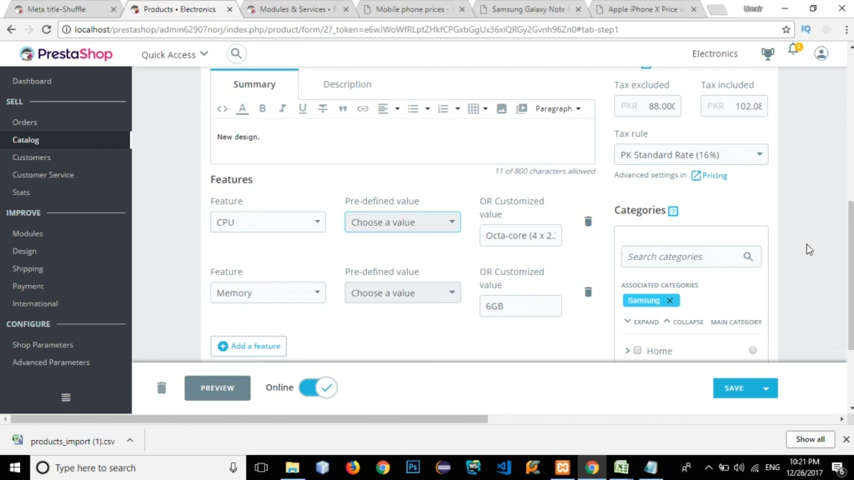 Meta title-Shuffle
Products • Electronics
Modules & Services • E
Mobile phone prices - I
Samsung Galaxy Note 8
Apple iPhone X Price in
Umair
localhost/prestashop/admin62907norj/index.php/product/form/2?_token=e6wJWoWfRLptZHkfCPGxbGgUx36xiQRGy2Gvnh96Zn0#tab-step1
PrestaShop
Quick Access
Electronics
Dashboard
SELL
Orders
Catalog
Customers
Customer Service
Stats
IMPROVE
Modules
Design
Shipping
Payment
International
CONFIGURE
Shop Parameters
Advanced Parameters
Summary
Description
Paragraph
New design.
11 of 800 characters allowed
Features
Feature
Pre-defined value
OR Customized value
CPU
Choose a value
Octa-core (4 x 2.
Feature
Pre-defined value
OR Customized value
Memory
Choose a value
6GB
Add a feature
Tax excluded
Tax included
PKR 88.000
PKR 102.08
Tax rule
PK Standard Rate (16%)
Advanced settings in Pricing
Categories ?
Search categories
ASSOCIATED CATEGORIES
Samsung ×
EXPAND COLLAPSE MAIN CATEGORY
Home
PREVIEW
Online
SAVE
products_import (1).csv
Show all
Type here to search
ENG
10:21 PM
12/26/2017